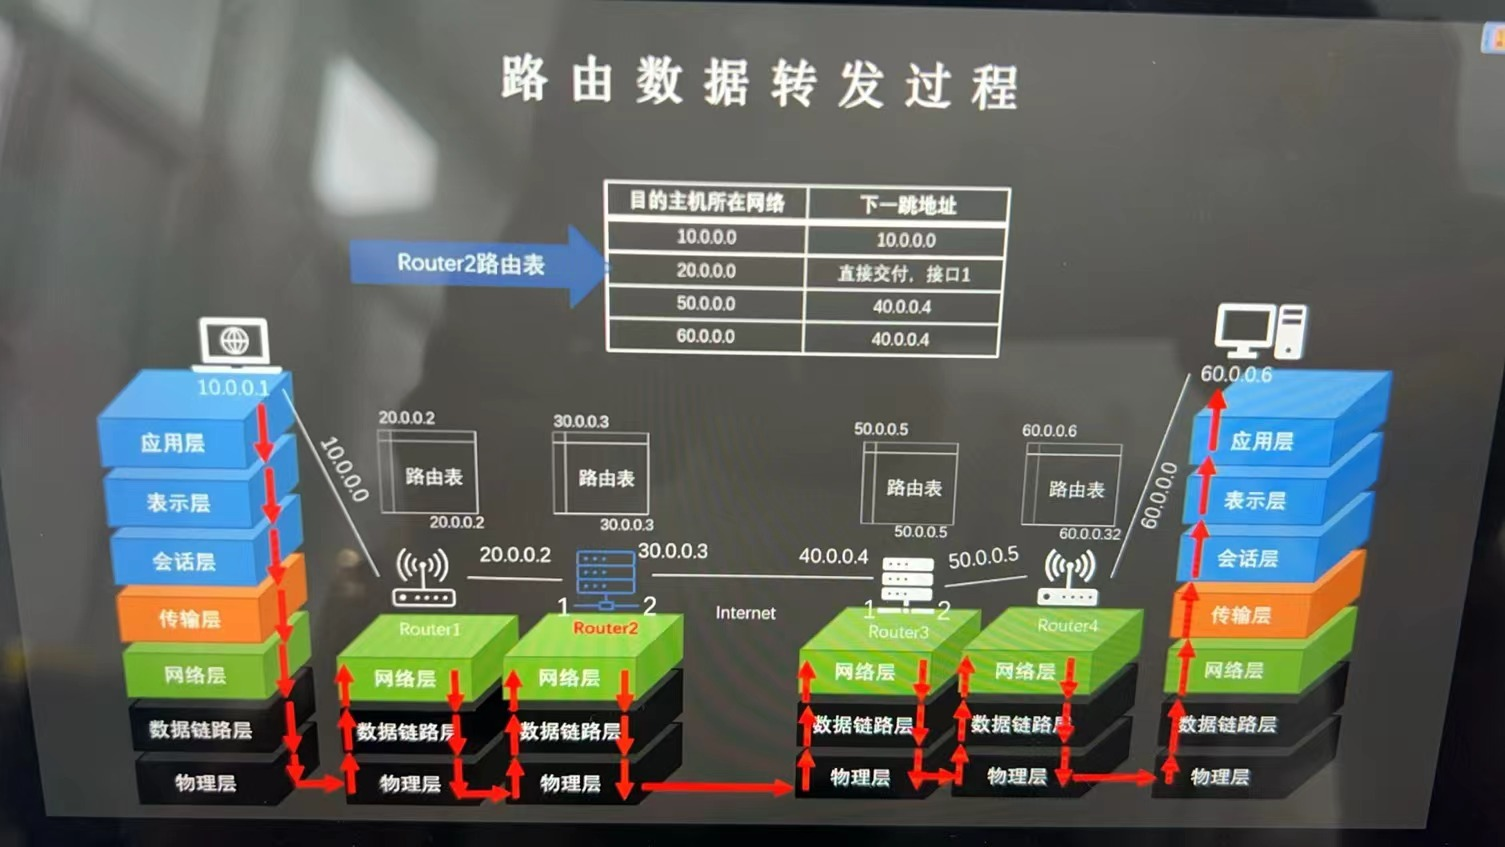 路由数据转发过程
目的主机所在网络 下一跳地址
10.0.0.0 10.0.0.0
20.0.0.0 直接交付，接口1
50.0.0.0 40.0.0.4
60.0.0.0 40.0.0.4
Router2路由表
10.0.0.1
应用层
表示层
会话层
传输层
网络层
数据链路层
物理层
10.0.0.0
20.0.0.2
路由表
20.0.0.2
Router1
网络层
数据链路层
物理层
20.0.0.2
30.0.0.3
路由表
30.0.0.3
1 2
Router2
网络层
数据链路层
物理层
30.0.0.3
Internet
40.0.0.4
50.0.0.5
路由表
50.0.0.5
1 2
Router3
网络层
数据链路层
物理层
50.0.0.5
60.0.0.6
路由表
60.0.0.32
Router4
网络层
数据链路层
物理层
60.0.0.0
60.0.0.6
应用层
表示层
会话层
传输层
网络层
数据链路层
物理层